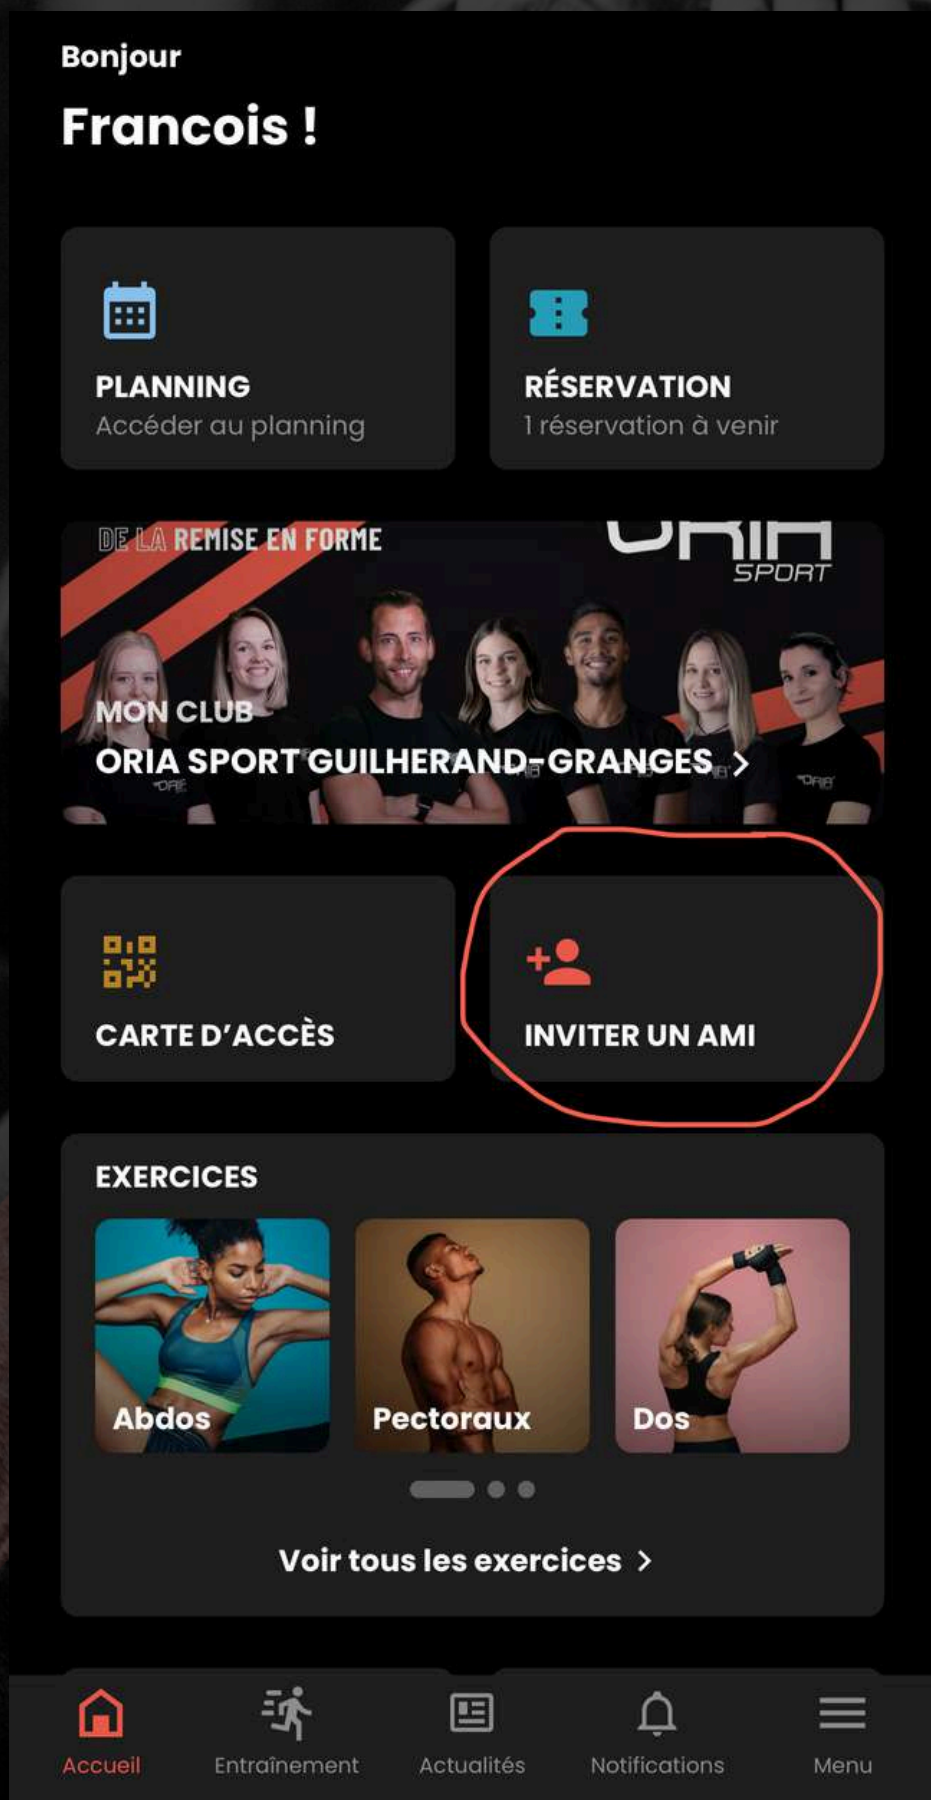 Bonjour
Francois !
PLANNING
Accéder au planning
RÉSERVATION
1 réservation à venir
DE LA REMISE EN FORME
ORIA
SPORT
MON CLUB
ORIA SPORT GUILHERAND-GRANGES
CARTE D’ACCÈS
INVITER UN AMI
EXERCICES
Abdos
Pectoraux
Dos
Voir tous les exercices
Accueil
Entraînement
Actualités
Notifications
Menu